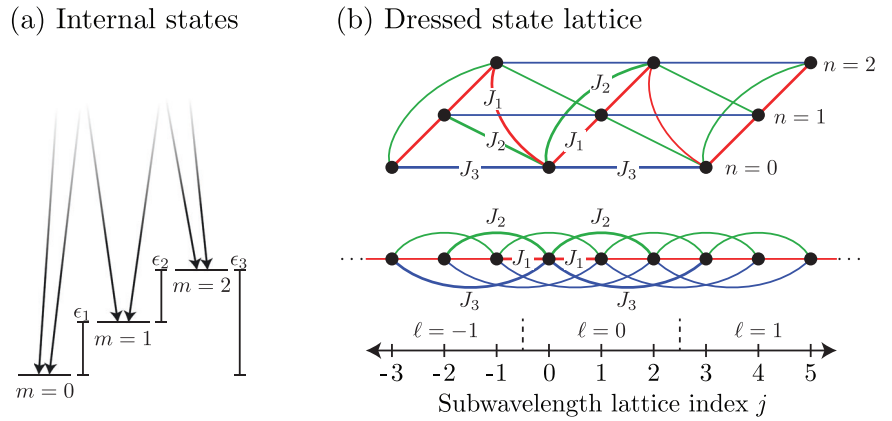 (a) Internal states
(b) Dressed state lattice
m = 0
m = 1
m = 2
ϵ₁
ϵ₂
ϵ₃
n = 2
n = 1
n = 0
J₁
J₂
J₂
J₁
J₃
J₃
J₂
J₂
J₁
J₁
J₃
J₃
· · ·
· · ·
ℓ = −1
ℓ = 0
ℓ = 1
-3 -2 -1 0 1 2 3 4 5
Subwavelength lattice index j